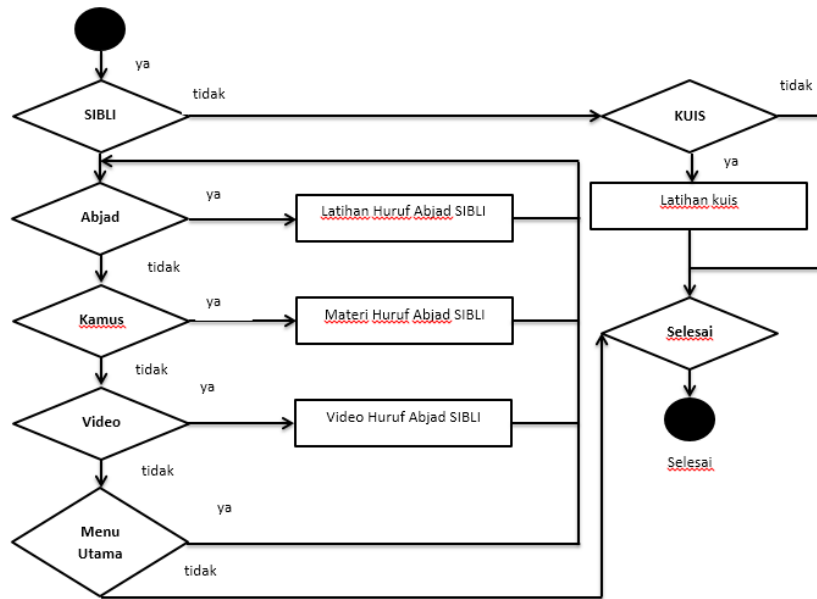 ya
tidak
tidak
SIBLI
KUIS
ya
ya
Latihan Huruf Abjad SIBLI
Latihan kuis
Abjad
tidak
ya
Materi Huruf Abjad SIBLI
Kamus
Selesai
tidak
ya
Video Huruf Abjad SIBLI
Video
Selesai
tidak
ya
Menu
Utama
tidak